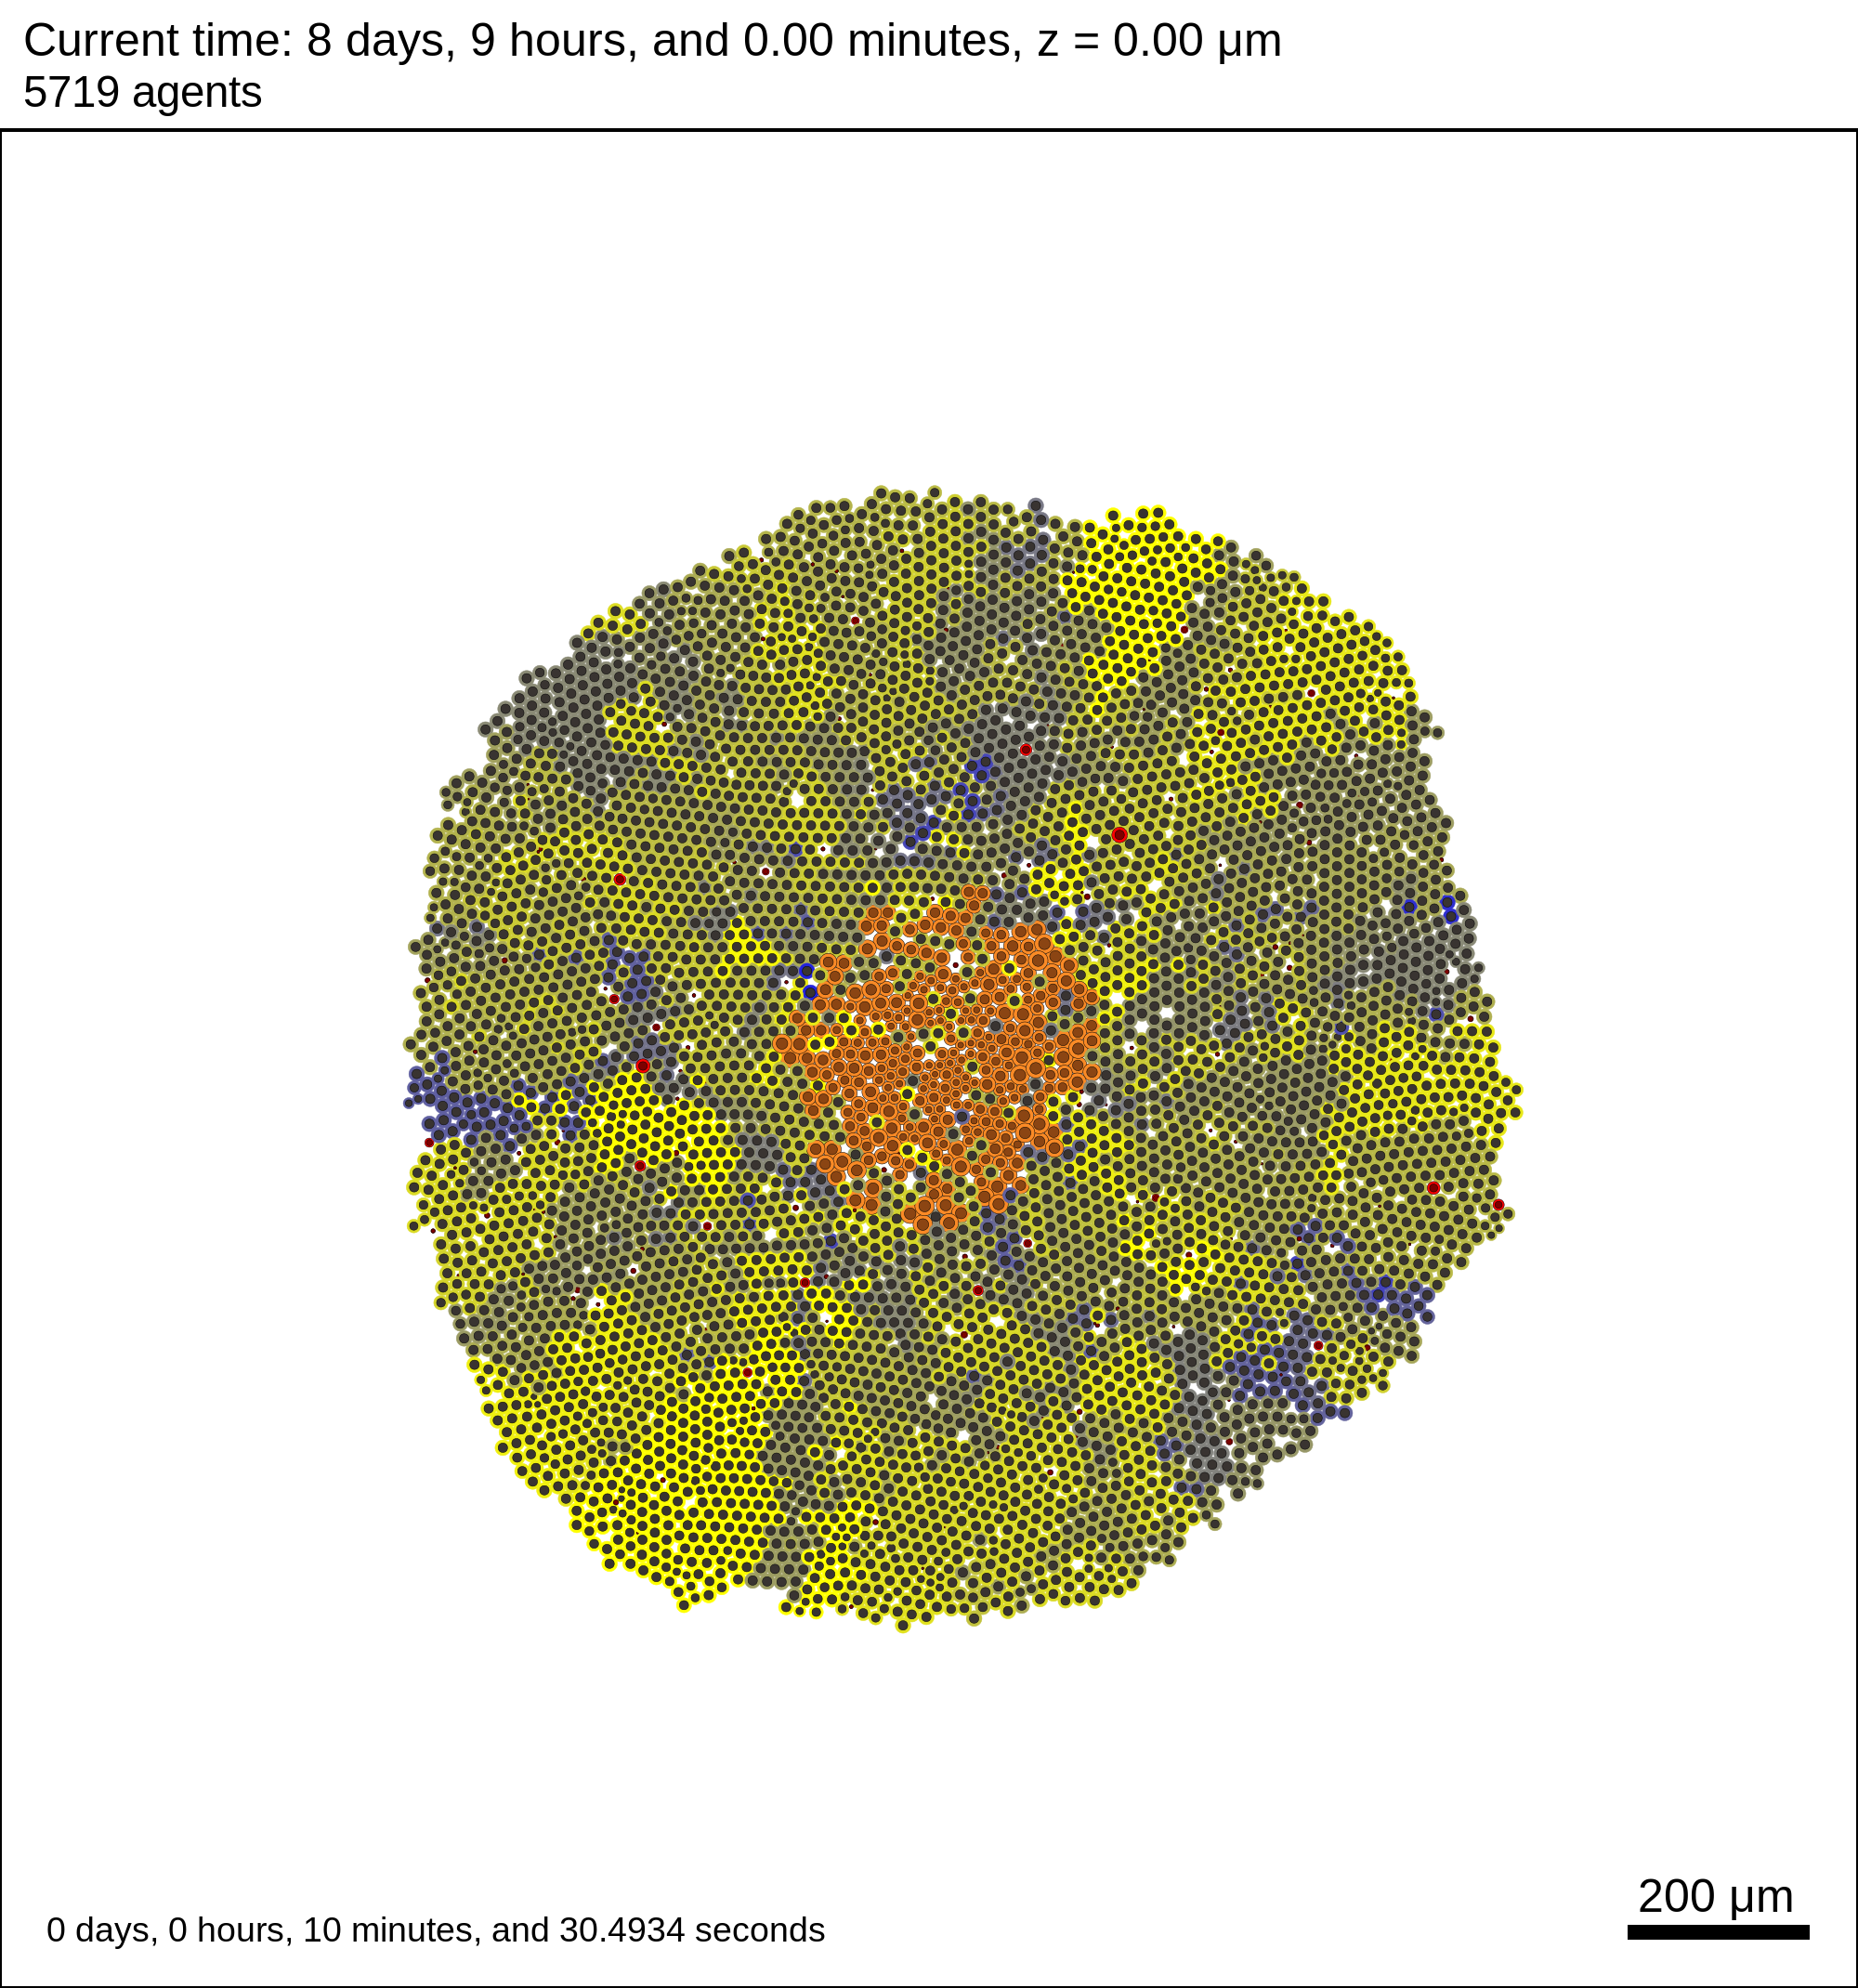 Current time: 8 days, 9 hours, and 0.00 minutes, z = 0.00 μm
5719 agents
200 μm
0 days, 0 hours, 10 minutes, and 30.4934 seconds